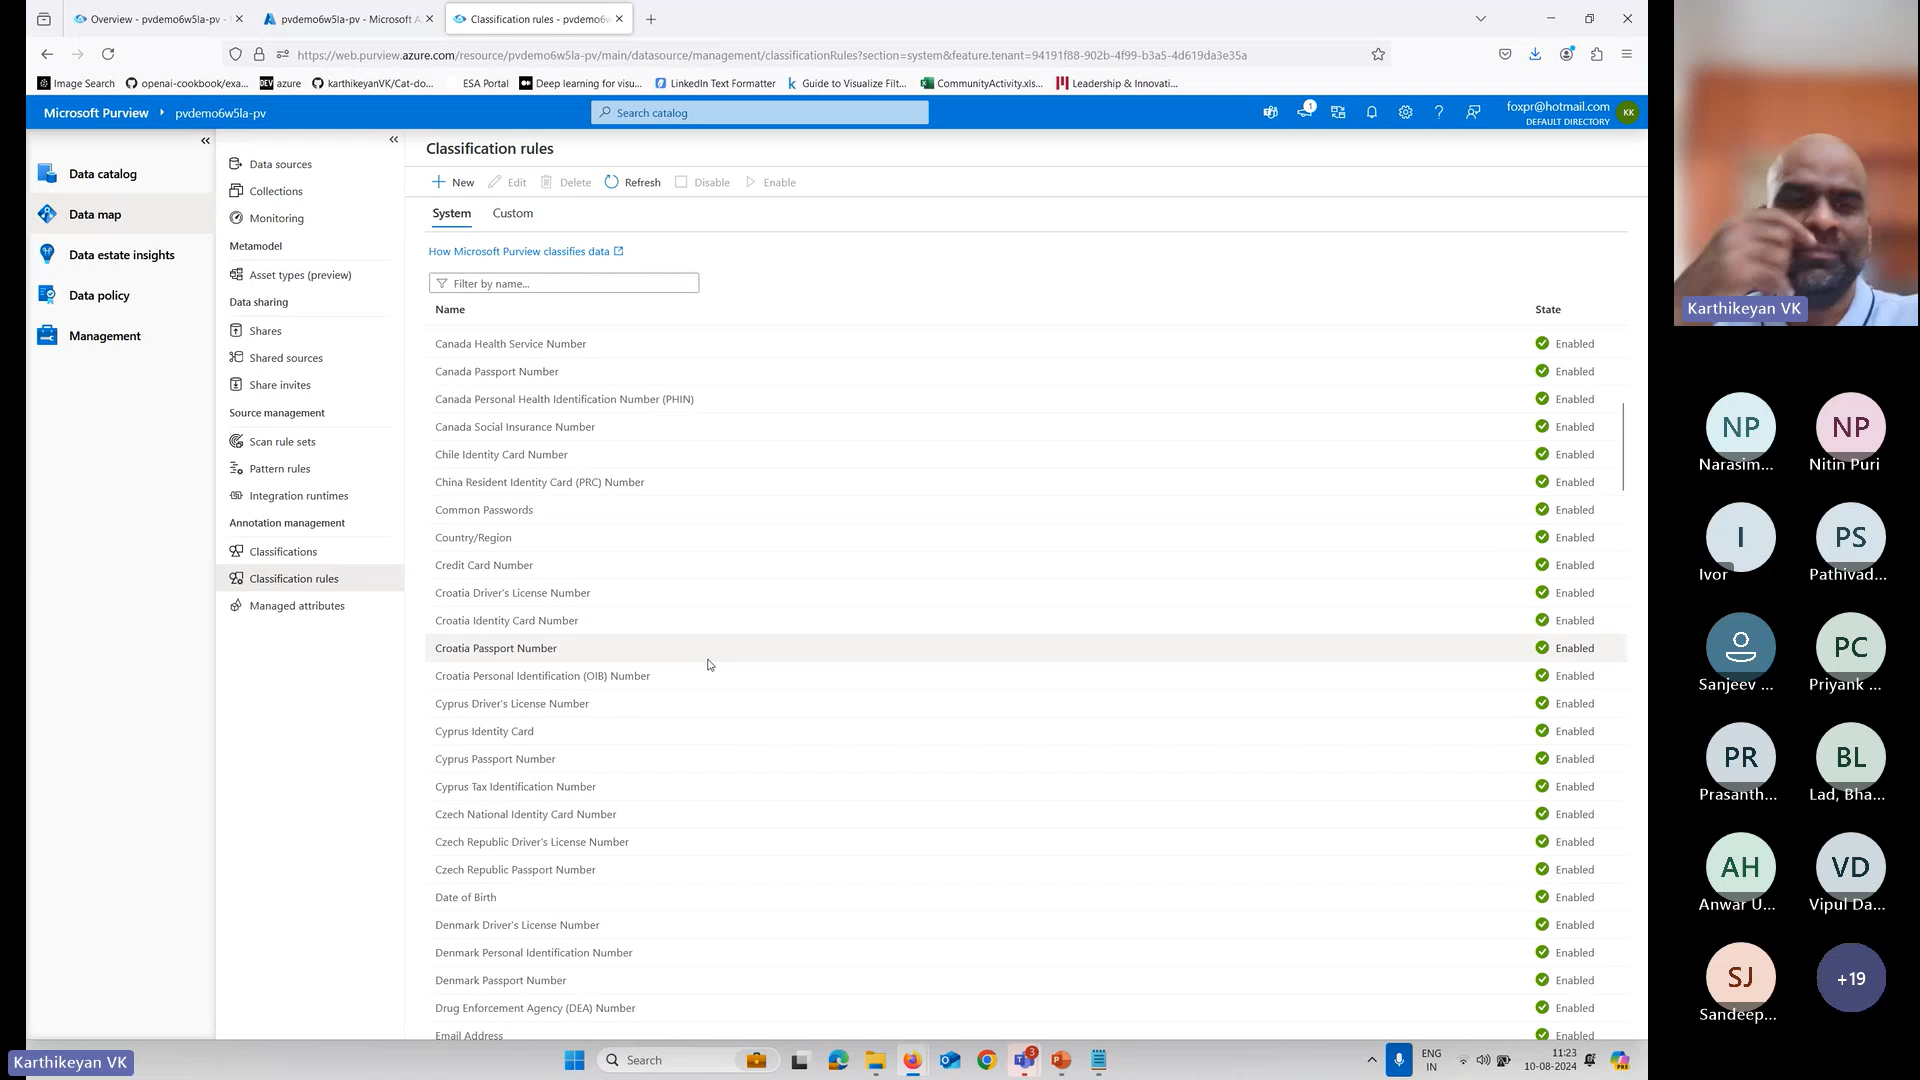 Overview - pvdemo6w5la-pv -
pvdemo6w5la-pv - Microsoft A
Classification rules - pvdemo6w
https://web.purview.azure.com/resource/pvdemo6w5la-pv/main/datasource/management/classificationRules?section=system&feature.tenant=94191f88-902b-4f99-b3a5-4d619da3e35a
Image Search
openai-cookbook/exa...
DEV azure
karthikeyanVK/Cat-do...
ESA Portal
Deep learning for visu...
LinkedIn Text Formatter
Guide to Visualize Filt...
CommunityActivity.xls...
Leadership & Innovati...
Microsoft Purview
pvdemo6w5la-pv
Search catalog
1
foxpr@hotmail.com
DEFAULT DIRECTORY
KK
Data catalog
Data map
Data estate insights
Data policy
Management
Data sources
Collections
Monitoring
Metamodel
Asset types (preview)
Data sharing
Shares
Shared sources
Share invites
Source management
Scan rule sets
Pattern rules
Integration runtimes
Annotation management
Classifications
Classification rules
Managed attributes
Classification rules
New Edit Delete Refresh Disable Enable
System Custom
How Microsoft Purview classifies data
Filter by name...
Name State
Canada Health Service Number Enabled
Canada Passport Number Enabled
Canada Personal Health Identification Number (PHIN) Enabled
Canada Social Insurance Number Enabled
Chile Identity Card Number Enabled
China Resident Identity Card (PRC) Number Enabled
Common Passwords Enabled
Country/Region Enabled
Credit Card Number Enabled
Croatia Driver's License Number Enabled
Croatia Identity Card Number Enabled
Croatia Passport Number Enabled
Croatia Personal Identification (OIB) Number Enabled
Cyprus Driver's License Number Enabled
Cyprus Identity Card Enabled
Cyprus Passport Number Enabled
Cyprus Tax Identification Number Enabled
Czech National Identity Card Number Enabled
Czech Republic Driver's License Number Enabled
Czech Republic Passport Number Enabled
Date of Birth Enabled
Denmark Driver's License Number Enabled
Denmark Personal Identification Number Enabled
Denmark Passport Number Enabled
Drug Enforcement Agency (DEA) Number Enabled
Email Address Enabled
Karthikeyan VK
NP NP
Narasim... Nitin Puri
I PS
Ivor Pathivad...
PC
Sanjeev ... Priyank ...
PR BL
Prasanth... Lad, Bha...
AH VD
Anwar U... Vipul Da...
SJ +19
Sandeep...
Karthikeyan VK
Search
3
ENG
IN
11:23
10-08-2024
PRE